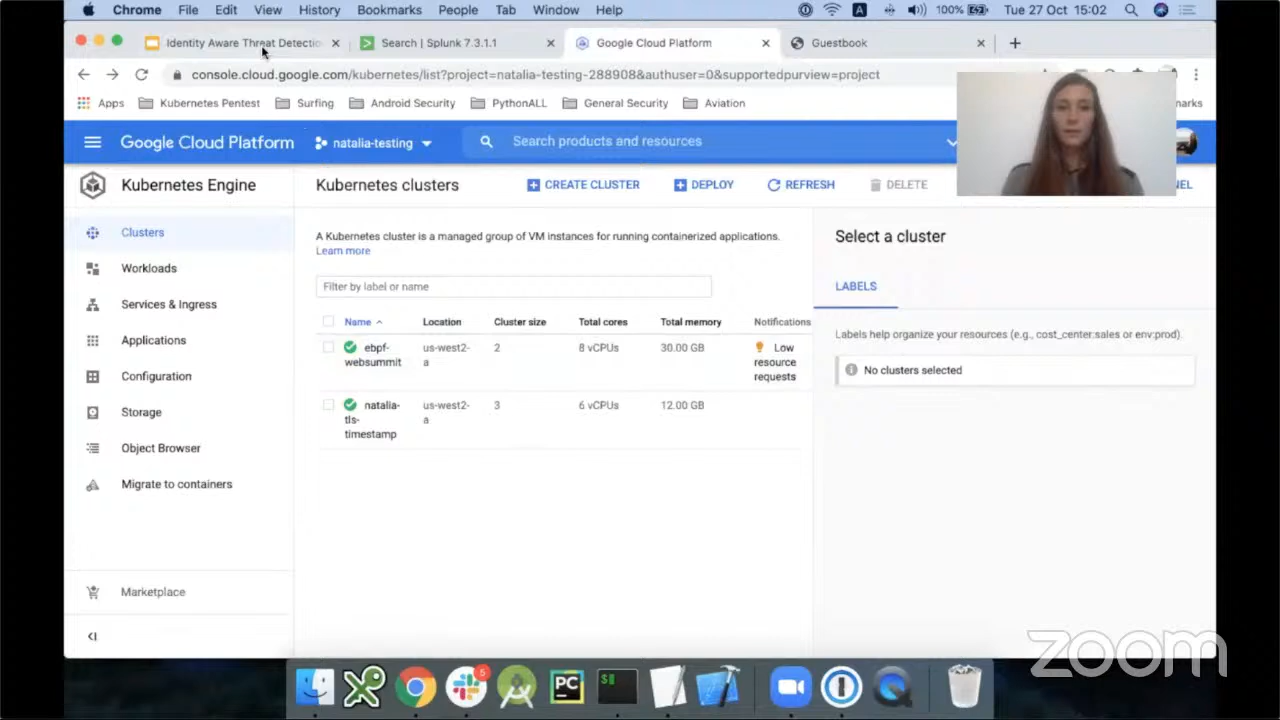 Chrome File Edit View History Bookmarks People Tab Window Help A 100% Tue 27 Oct 15:02
Identity Aware Threat Detectio Search | Splunk 7.3.1.1 Google Cloud Platform Guestbook
console.cloud.google.com/kubernetes/list?project=natalia-testing-288908&authuser=0&supportedpurview=project
Apps Kubernetes Pentest Surfing Android Security PythonALL General Security Aviation
Google Cloud Platform natalia-testing Search products and resources
Kubernetes Engine Kubernetes clusters CREATE CLUSTER DEPLOY REFRESH DELETE
Clusters
Workloads
Services & Ingress
Applications
Configuration
Storage
Object Browser
Migrate to containers
Marketplace
A Kubernetes cluster is a managed group of VM instances for running containerized applications.
Learn more
Filter by label or name
Name Location Cluster size Total cores Total memory Notifications
ebpf- us-west2- 2 8 vCPUs 30.00 GB Low
websummit a resource
requests
natalia- us-west2- 3 6 vCPUs 12.00 GB
tls- a
timestamp
Select a cluster
LABELS
Labels help organize your resources (e.g., cost_center:sales or env:prod).
No clusters selected
5
PC
$
zoom